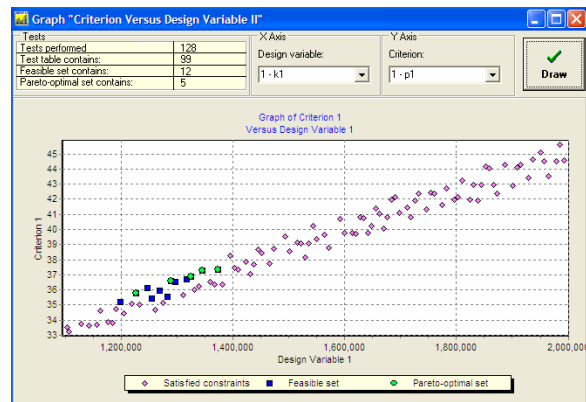 Graph "Criterion Versus Design Variable II"
Tests
Tests performed 128
Test table contains: 99
Feasible set contains: 12
Pareto-optimal set contains: 5
X Axis
Design variable:
1 - k1
Y Axis
Criterion:
1 - p1
Draw
Graph of Criterion 1
Versus Design Variable 1
Criterion 1
45
44
43
42
41
40
39
38
37
36
35
34
33
1,200,000 1,400,000 1,600,000 1,800,000 2,000,000
Design Variable 1
Satisfied constraints Feasible set Pareto-optimal set